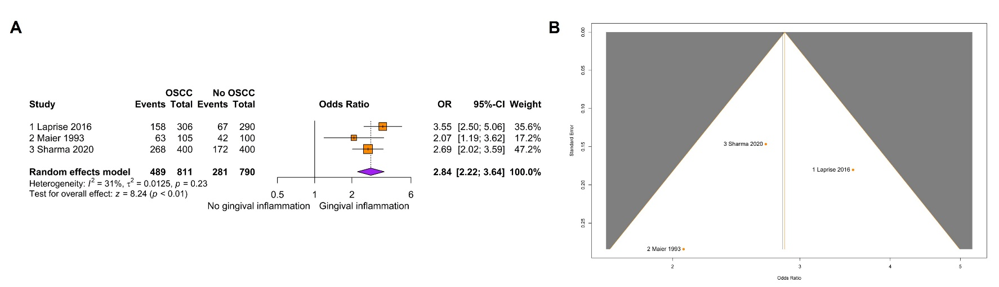 A
OSCC No OSCC
Study Events Total Events Total Odds Ratio OR 95%-CI Weight
1 Laprise 2016 158 306 67 290 3.55 [2.50; 5.06] 35.6%
2 Maier 1993 63 105 42 100 2.07 [1.19; 3.62] 17.2%
3 Sharma 2020 268 400 172 400 2.69 [2.02; 3.59] 47.2%
Random effects model 489 811 281 790 2.84 [2.22; 3.64] 100.0%
Heterogeneity: I² = 31%, τ² = 0.0125, p = 0.23
Test for overall effect: z = 8.24 (p < 0.01)
0.5 1 2 6
No gingival inflammation Gingival inflammation
B
Standard Error
0.00
0.05
0.10
0.15
0.20
0.25
3 Sharma 2020
1 Laprise 2016
2 Maier 1993
2 3 4 5
Odds Ratio